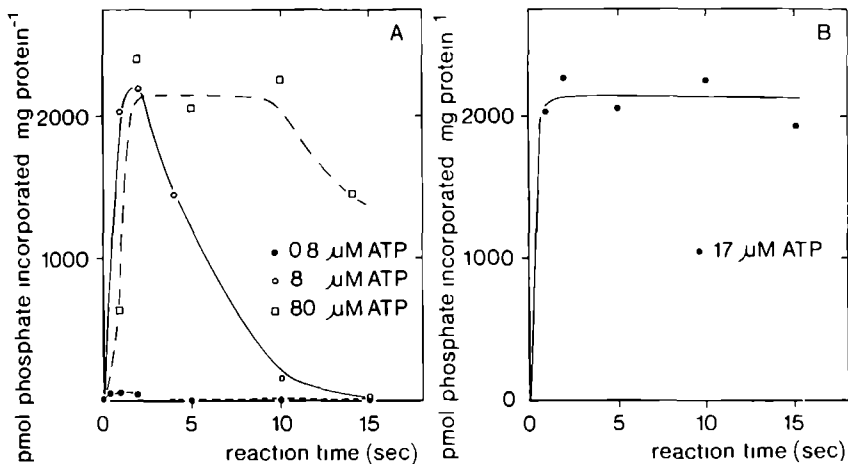 A
pmol phosphate incorporated mg protein⁻¹
2000
1000
0
0 8 µM ATP
8 µM ATP
80 µM ATP
0
5
10
15
reaction time (sec)
B
pmol phosphate incorporated mg protein¹
2000
1000
0
17 µM ATP
0
5
10
15
reaction time (sec)